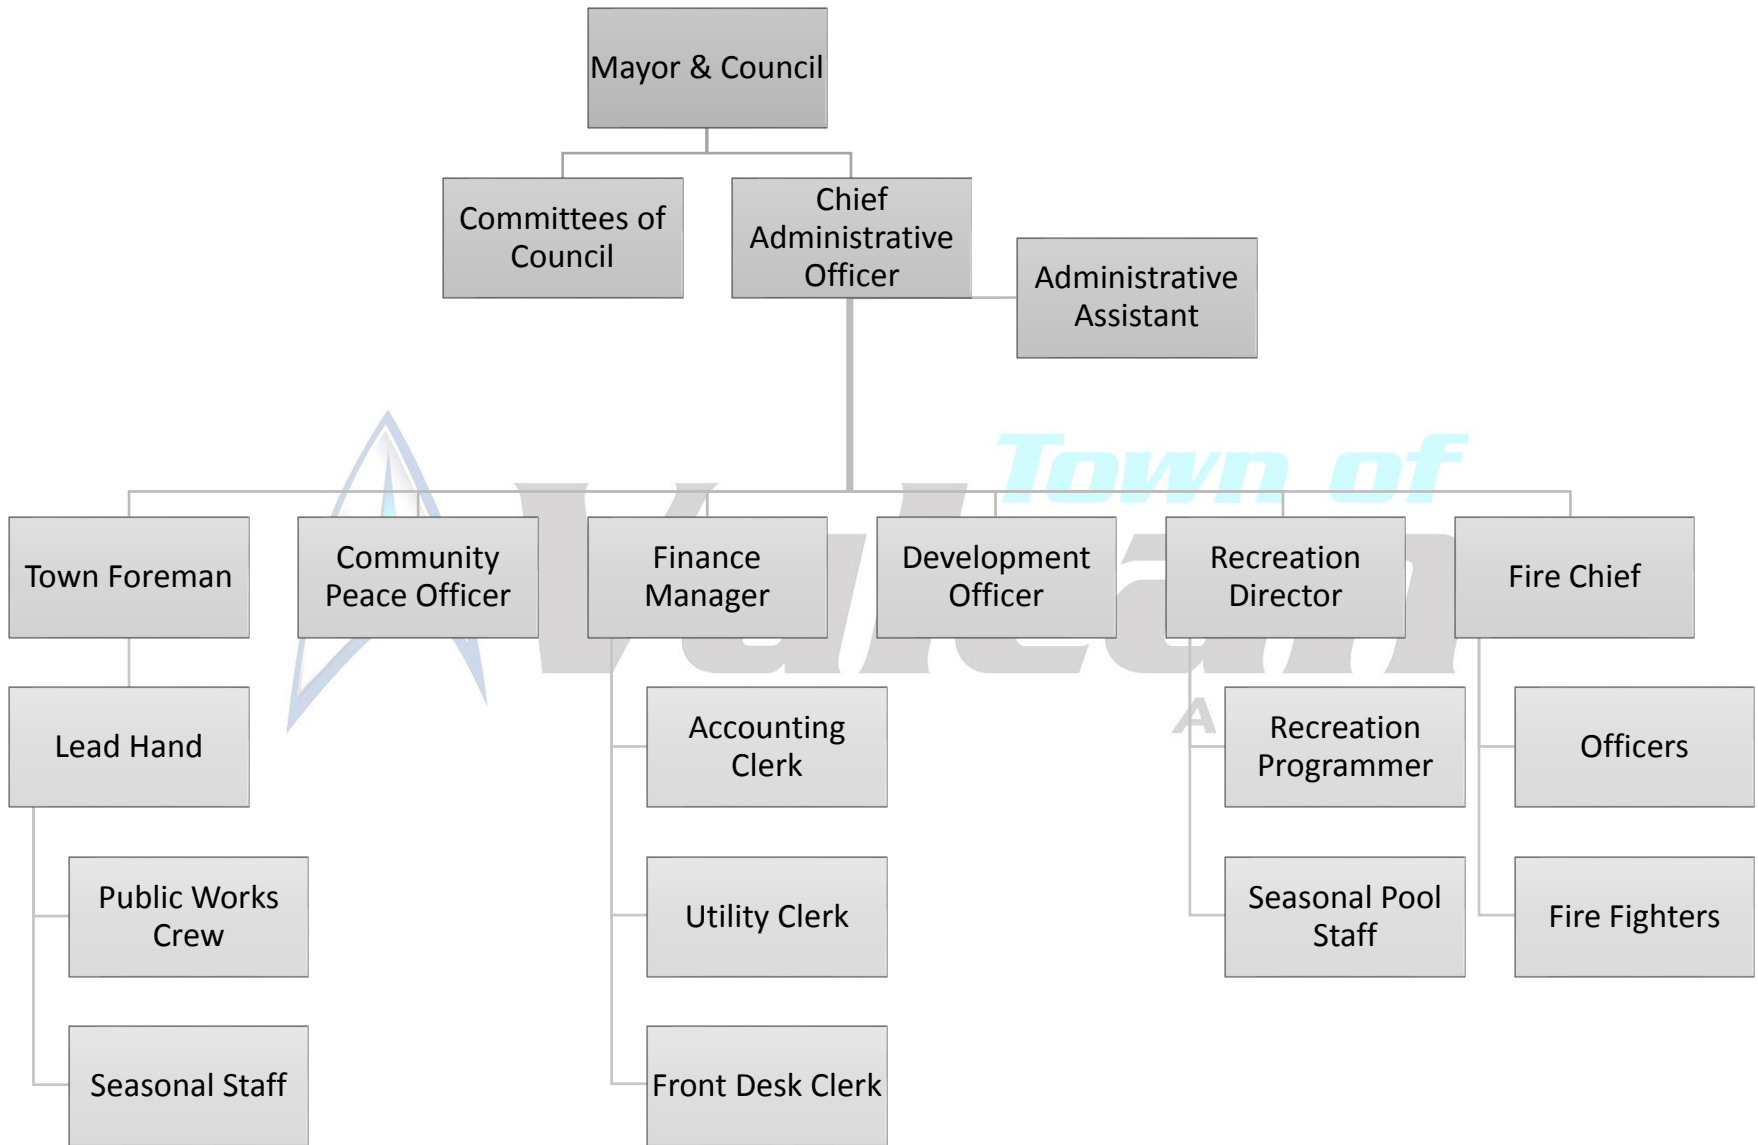 Mayor & Council
Committees of
Council
Chief
Administrative
Officer
Administrative
Assistant
Town of
Vulcan
Town Foreman
Community
Peace Officer
Finance
Manager
Development
Officer
Recreation
Director
Fire Chief
Lead Hand
Accounting
Clerk
A
Recreation
Programmer
Officers
Public Works
Crew
Utility Clerk
Seasonal Pool
Staff
Fire Fighters
Seasonal Staff
Front Desk Clerk